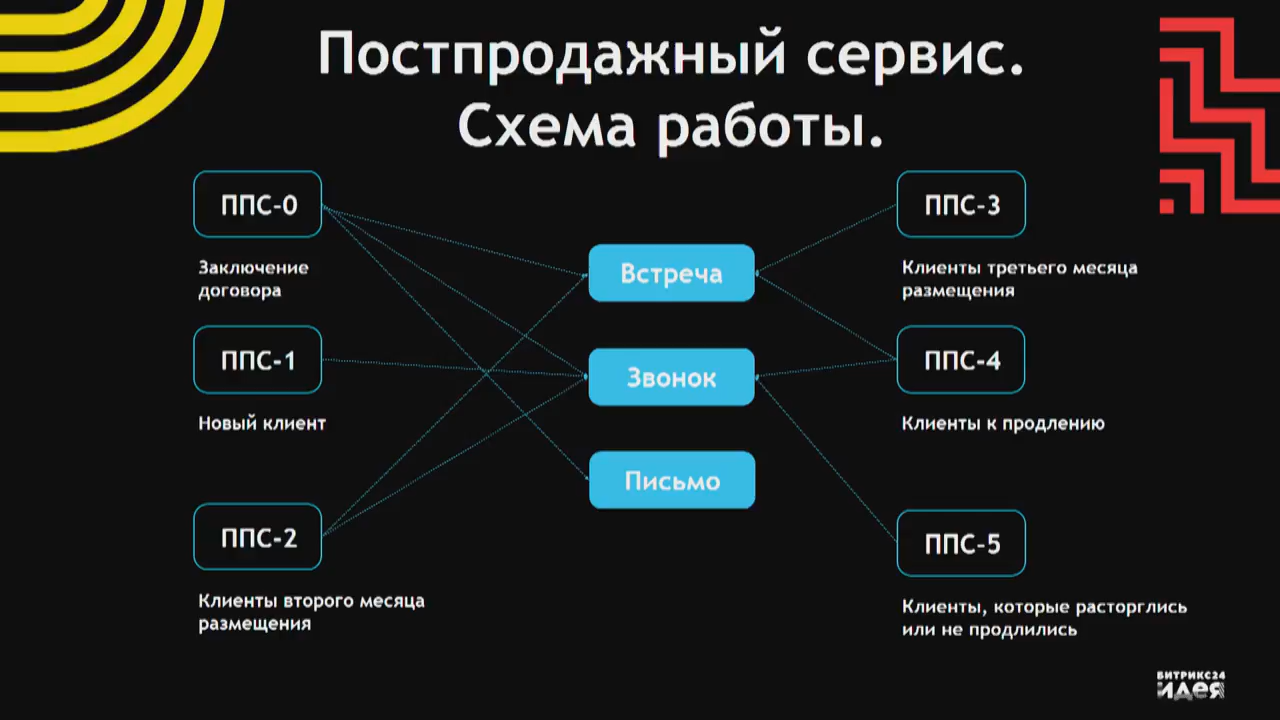 Постпродажный сервис.
Схема работы.
ППС-0
Заключение
договора
ППС-1
Новый клиент
ППС-2
Клиенты второго месяца
размещения
Встреча
Звонок
Письмо
ППС-3
Клиенты третьего месяца
размещения
ППС-4
Клиенты к продлению
ППС-5
Клиенты, которые расторглись
или не продлились
БИТРИКС24
ИДЕЯ